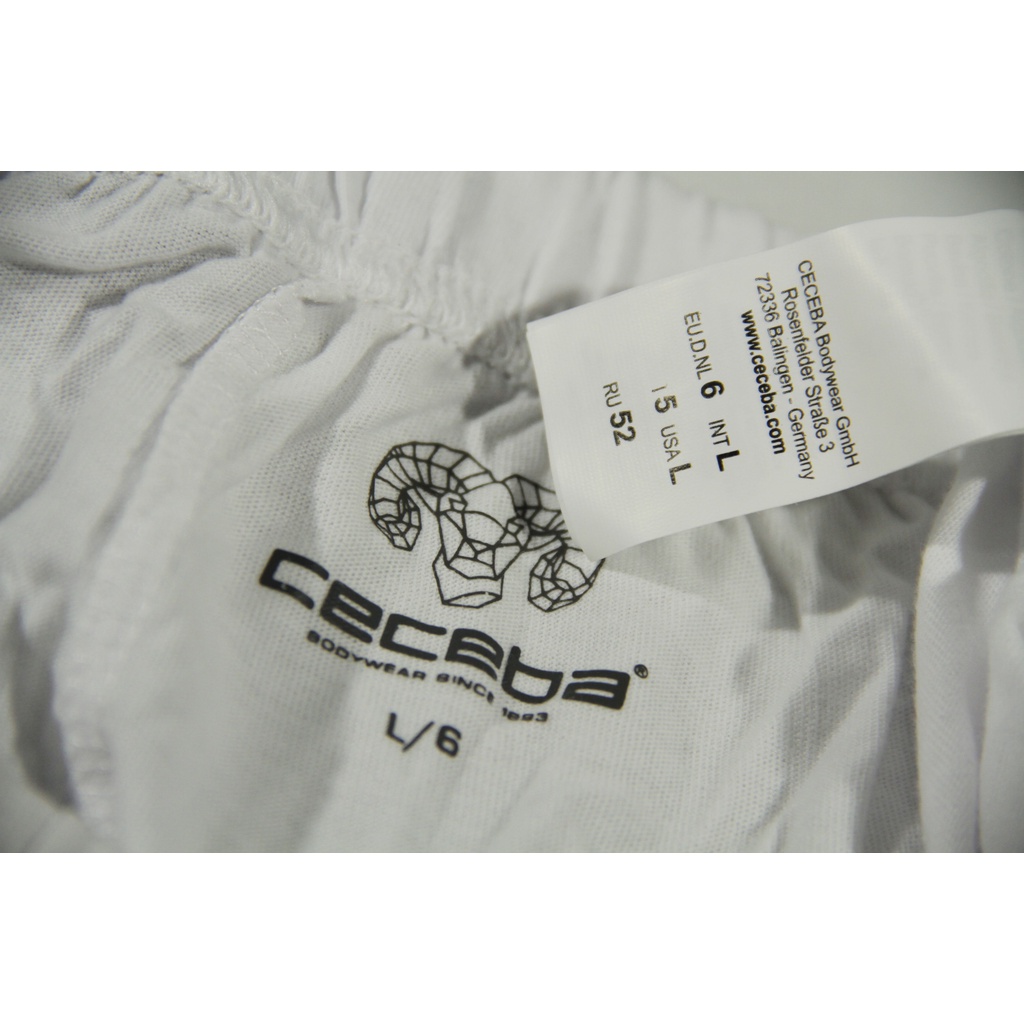 CECEBA Bodywear GmbH
Rosenfelder Straße 3
72336 Balingen - Germany
www.ceceba.com
EU.D.NL 6 INT L
I 5 USA L
RU 52
ceceba®
BODYWEAR SINCE 1893
L/6